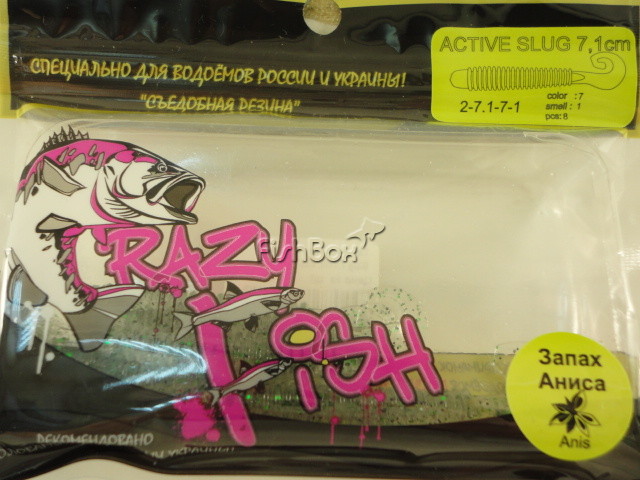 СПЕЦИАЛЬНО ДЛЯ ВОДОЁМОВ РОССИИ И УКРАИНЫ!
"СЪЕДОБНАЯ РЕЗИНА"
ACTIVE SLUG 7,1cm
2-7.1-7-1
color : 7
smell : 1
pcs: 8
CRAZY
FishBox
FISH
Запах
Аниса
Anis
РЕКОМЕНДОВАНО
УКРАИНЫ!